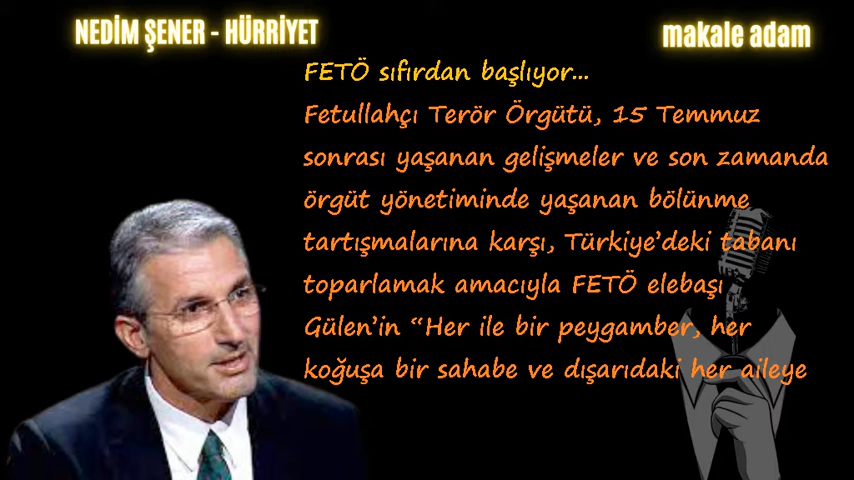 NEDİM ŞENER - HÜRRİYET
makale adam
FETÖ sıfırdan başlıyor...
Fetullahçı Terör Örgütü, 15 Temmuz
sonrası yaşanan gelişmeler ve son zamanda
örgüt yönetiminde yaşanan bölünme
tartışmalarına karşı, Türkiye’deki tabanı
toparlamak amacıyla FETÖ elebaşı
Gülen’in “Her ile bir peygamber, her
koğuşa bir sahabe ve dışarıdaki her aileye